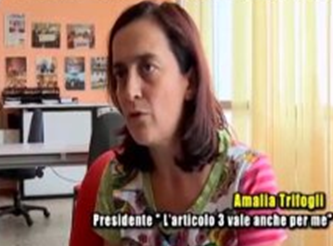 Amalia Trifogli
Presidente " L'articolo 3 vale anche per me"